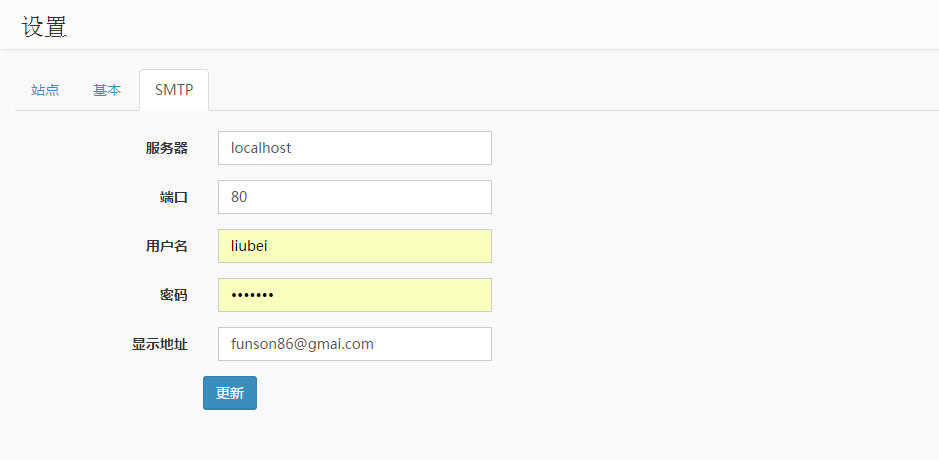 设置
站点 基本 SMTP
服务器 localhost
端口 80
用户名 liubei
密码 •••••••
显示地址 funson86@gmai.com
更新